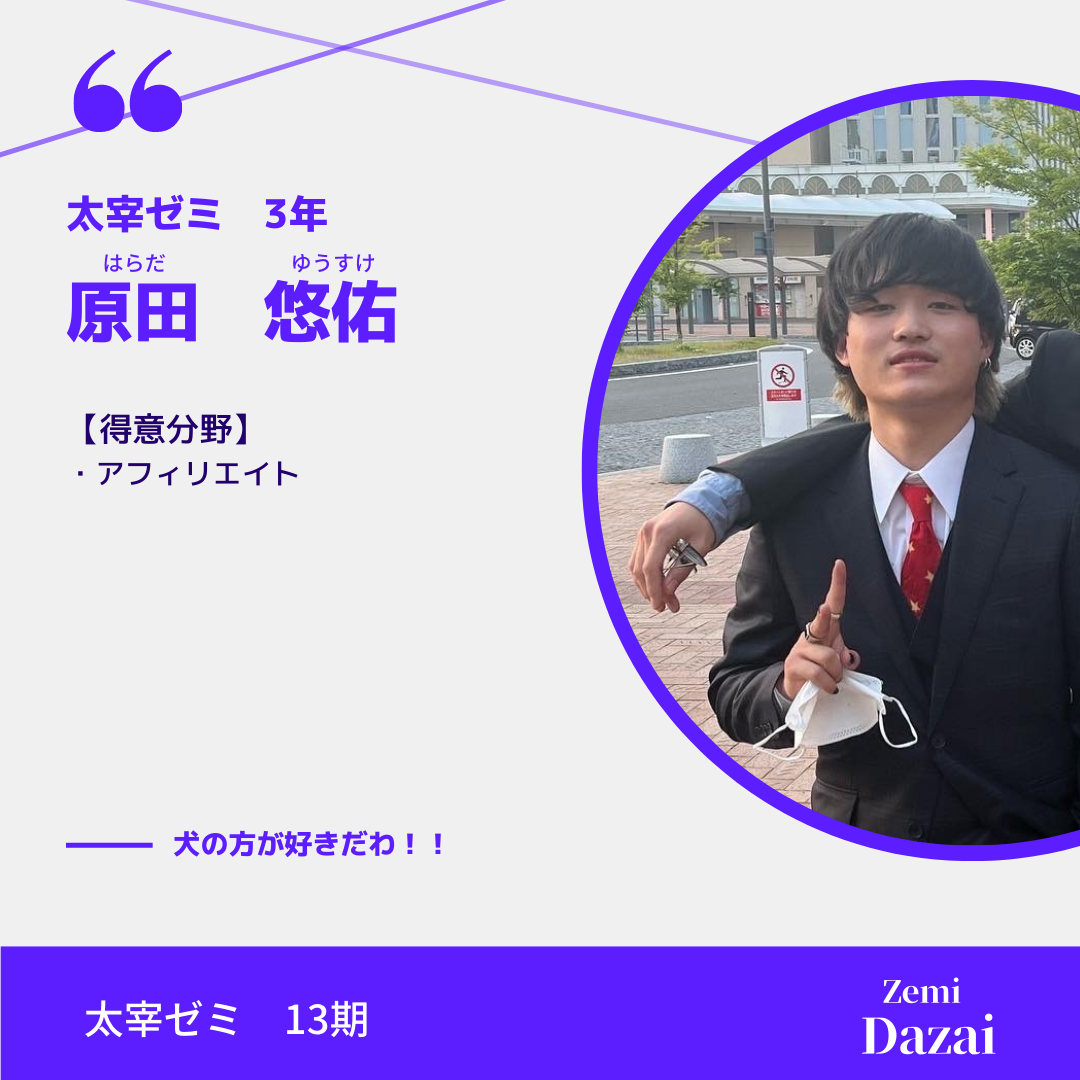 太宰ゼミ　3年
はらだ　ゆうすけ
原田　悠佑
【得意分野】
・アフィリエイト
犬の方が好きだわ！！
太宰ゼミ　13期
Zemi
Dazai